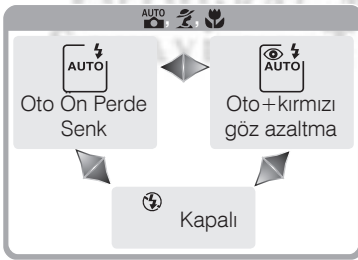 AUTO , ,
AUTO
AUTO
Oto Ön Perde
Senk
Oto+kırmızı
göz azaltma
Kapalı